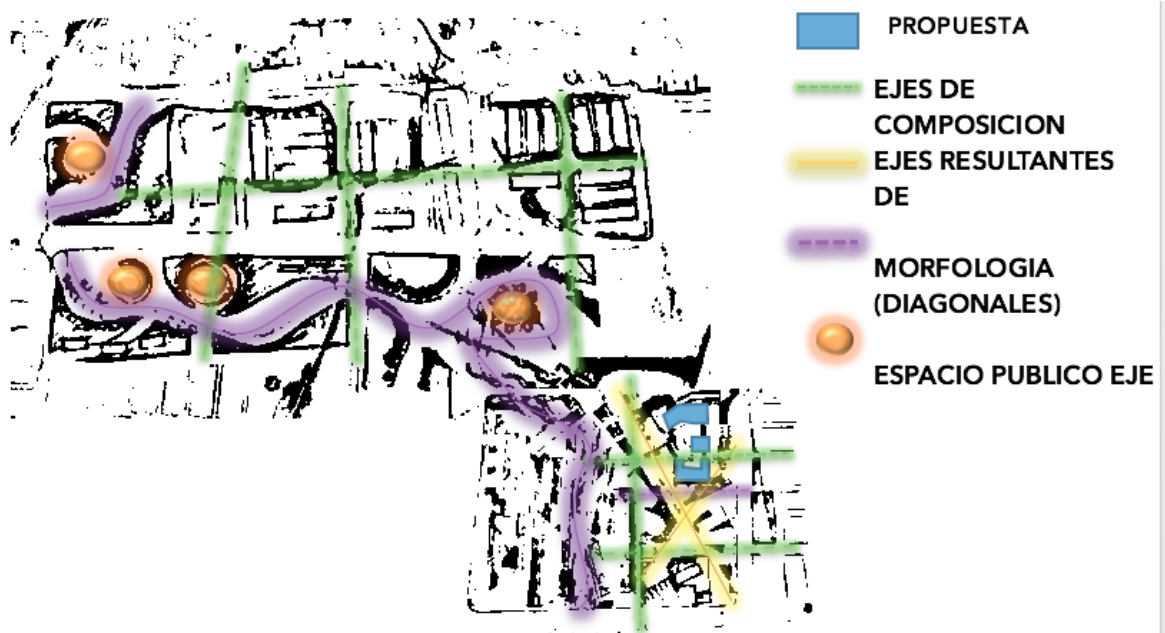 PROPUESTA
EJES DE
COMPOSICION
EJES RESULTANTES
DE
MORFOLOGIA
(DIAGONALES)
ESPACIO PUBLICO EJE